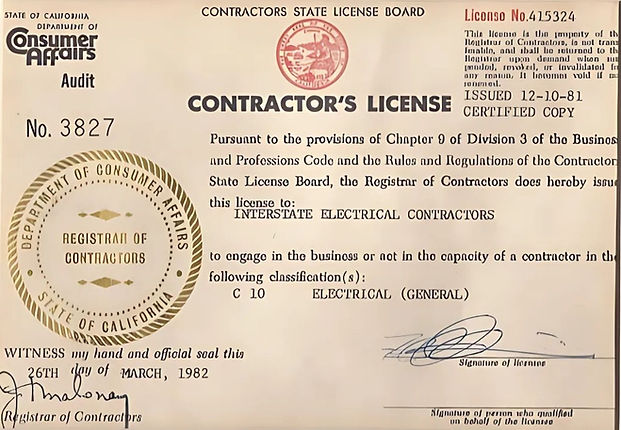 STATE OF CALIFORNIA
DEPARTMENT OF
Consumer
Affairs
Audit
No. 3827
CONTRACTORS STATE LICENSE BOARD
License No. 415324
This license is the property of the
Registrar of Contractors, is not trans
ferable, and shall be returned to the
Registrar upon demand when sus
pended, revoked, or invalidated for
any reason. It becomes void if no
renewed.
ISSUED 12-10-81
CERTIFIED COPY
CONTRACTOR'S LICENSE
Pursuant to the provisions of Chapter 9 of Division 3 of the Busines
and Professions Code and the Rules and Regulations of the Contractor
State License Board, the Registrar of Contractors does hereby issue
this license to:
INTERSTATE ELECTRICAL CONTRACTORS
to engage in the business or act in the capacity of a contractor in the
following classification(s):
C 10 ELECTRICAL (GENERAL)
DEPARTMENT OF CONSUMER AFFAIRS
REGISTRAR OF
CONTRACTORS
STATE OF CALIFORNIA
WITNESS my hand and official seal this
26TH day of MARCH, 1982
Registrar of Contractors
Signature of licensee
Signature of person who qualified
on behalf of the licensee